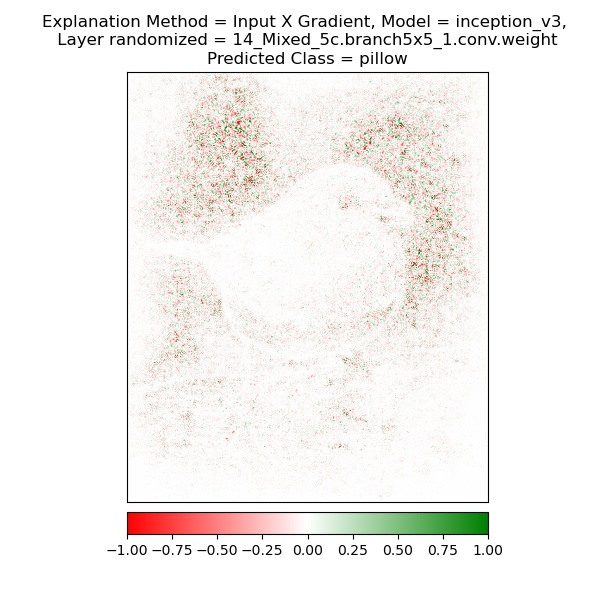 Explanation Method = Input X Gradient, Model = inception_v3,
Layer randomized = 14_Mixed_5c.branch5x5_1.conv.weight
Predicted Class = pillow
−1.00 −0.75 −0.50 −0.25 0.00 0.25 0.50 0.75 1.00